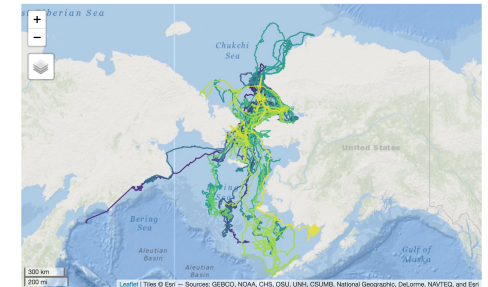 Siberian Sea
+
−
Chukchi
Sea
United States
Bering
Sea
Aleutian
Basin
Aleutian
Basin
Gulf of
Alaska
300 km
200 mi
Leaflet | Tiles © Esri — Sources: GEBCO, NOAA, CHS, OSU, UNH, CSUMB, National Geographic, DeLorme, NAVTEQ, and Esri